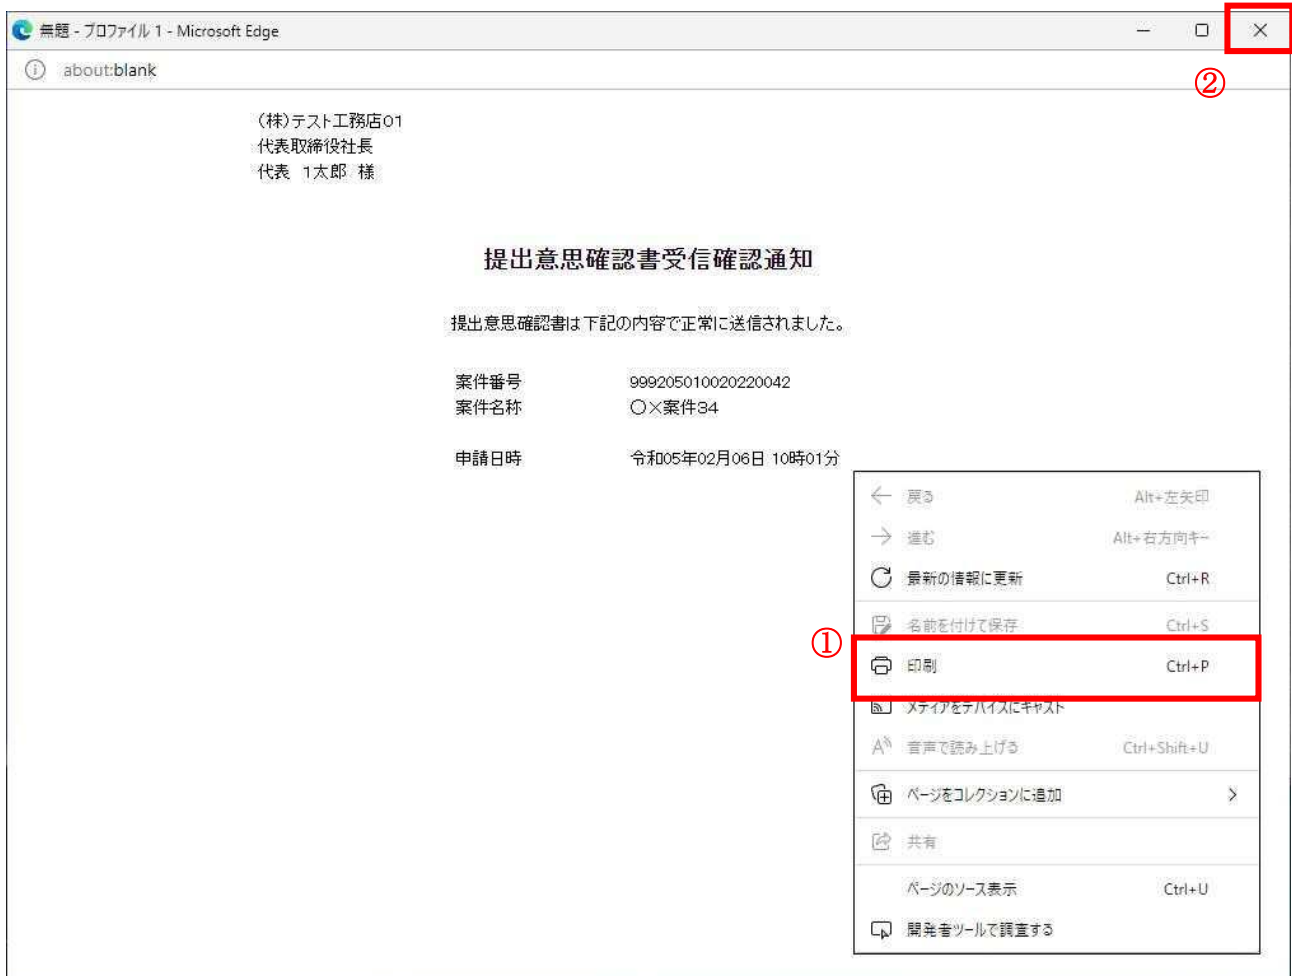 無題 - プロファイル 1 - Microsoft Edge
about:blank
②
(株)テスト工務店01
代表取締役社長
代表 1太郎 様
提出意思確認書受信確認通知
提出意思確認書は下記の内容で正常に送信されました。
案件番号 999205010020220042
案件名称 〇×案件34
申請日時 令和05年02月06日 10時01分
戻る Alt+左矢印
進む Alt+右方向キー
最新の情報に更新 Ctrl+R
名前を付けて保存 Ctrl+S
①
印刷 Ctrl+P
メディアをデバイスにキャスト
音声で読み上げる Ctrl+Shift+U
ページをコレクションに追加
共有
ページのソース表示 Ctrl+U
開発者ツールで調査する